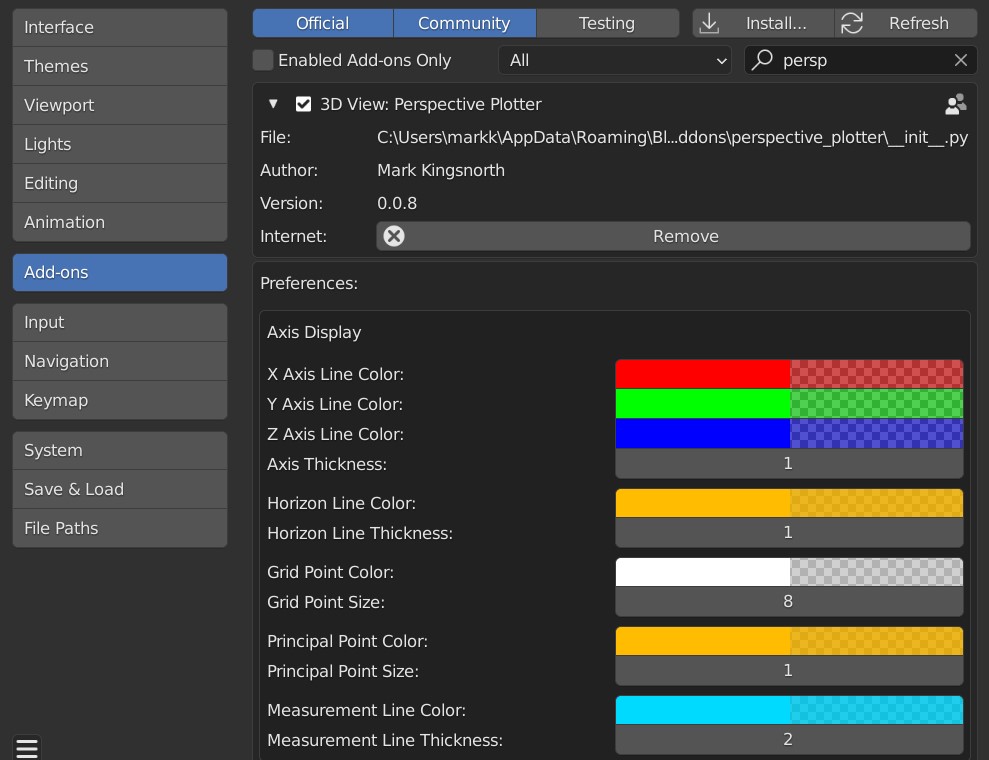 Interface
Themes
Viewport
Lights
Editing
Animation
Add-ons
Input
Navigation
Keymap
System
Save & Load
File Paths
Official Community Testing Install... Refresh
Enabled Add-ons Only All persp
3D View: Perspective Plotter
File: C:\Users\markk\AppData\Roaming\Bl...ddons\perspective_plotter\__init__.py
Author: Mark Kingsnorth
Version: 0.0.8
Internet: Remove
Preferences:
Axis Display
X Axis Line Color:
Y Axis Line Color:
Z Axis Line Color:
Axis Thickness: 1
Horizon Line Color:
Horizon Line Thickness: 1
Grid Point Color:
Grid Point Size: 8
Principal Point Color:
Principal Point Size: 1
Measurement Line Color:
Measurement Line Thickness: 2